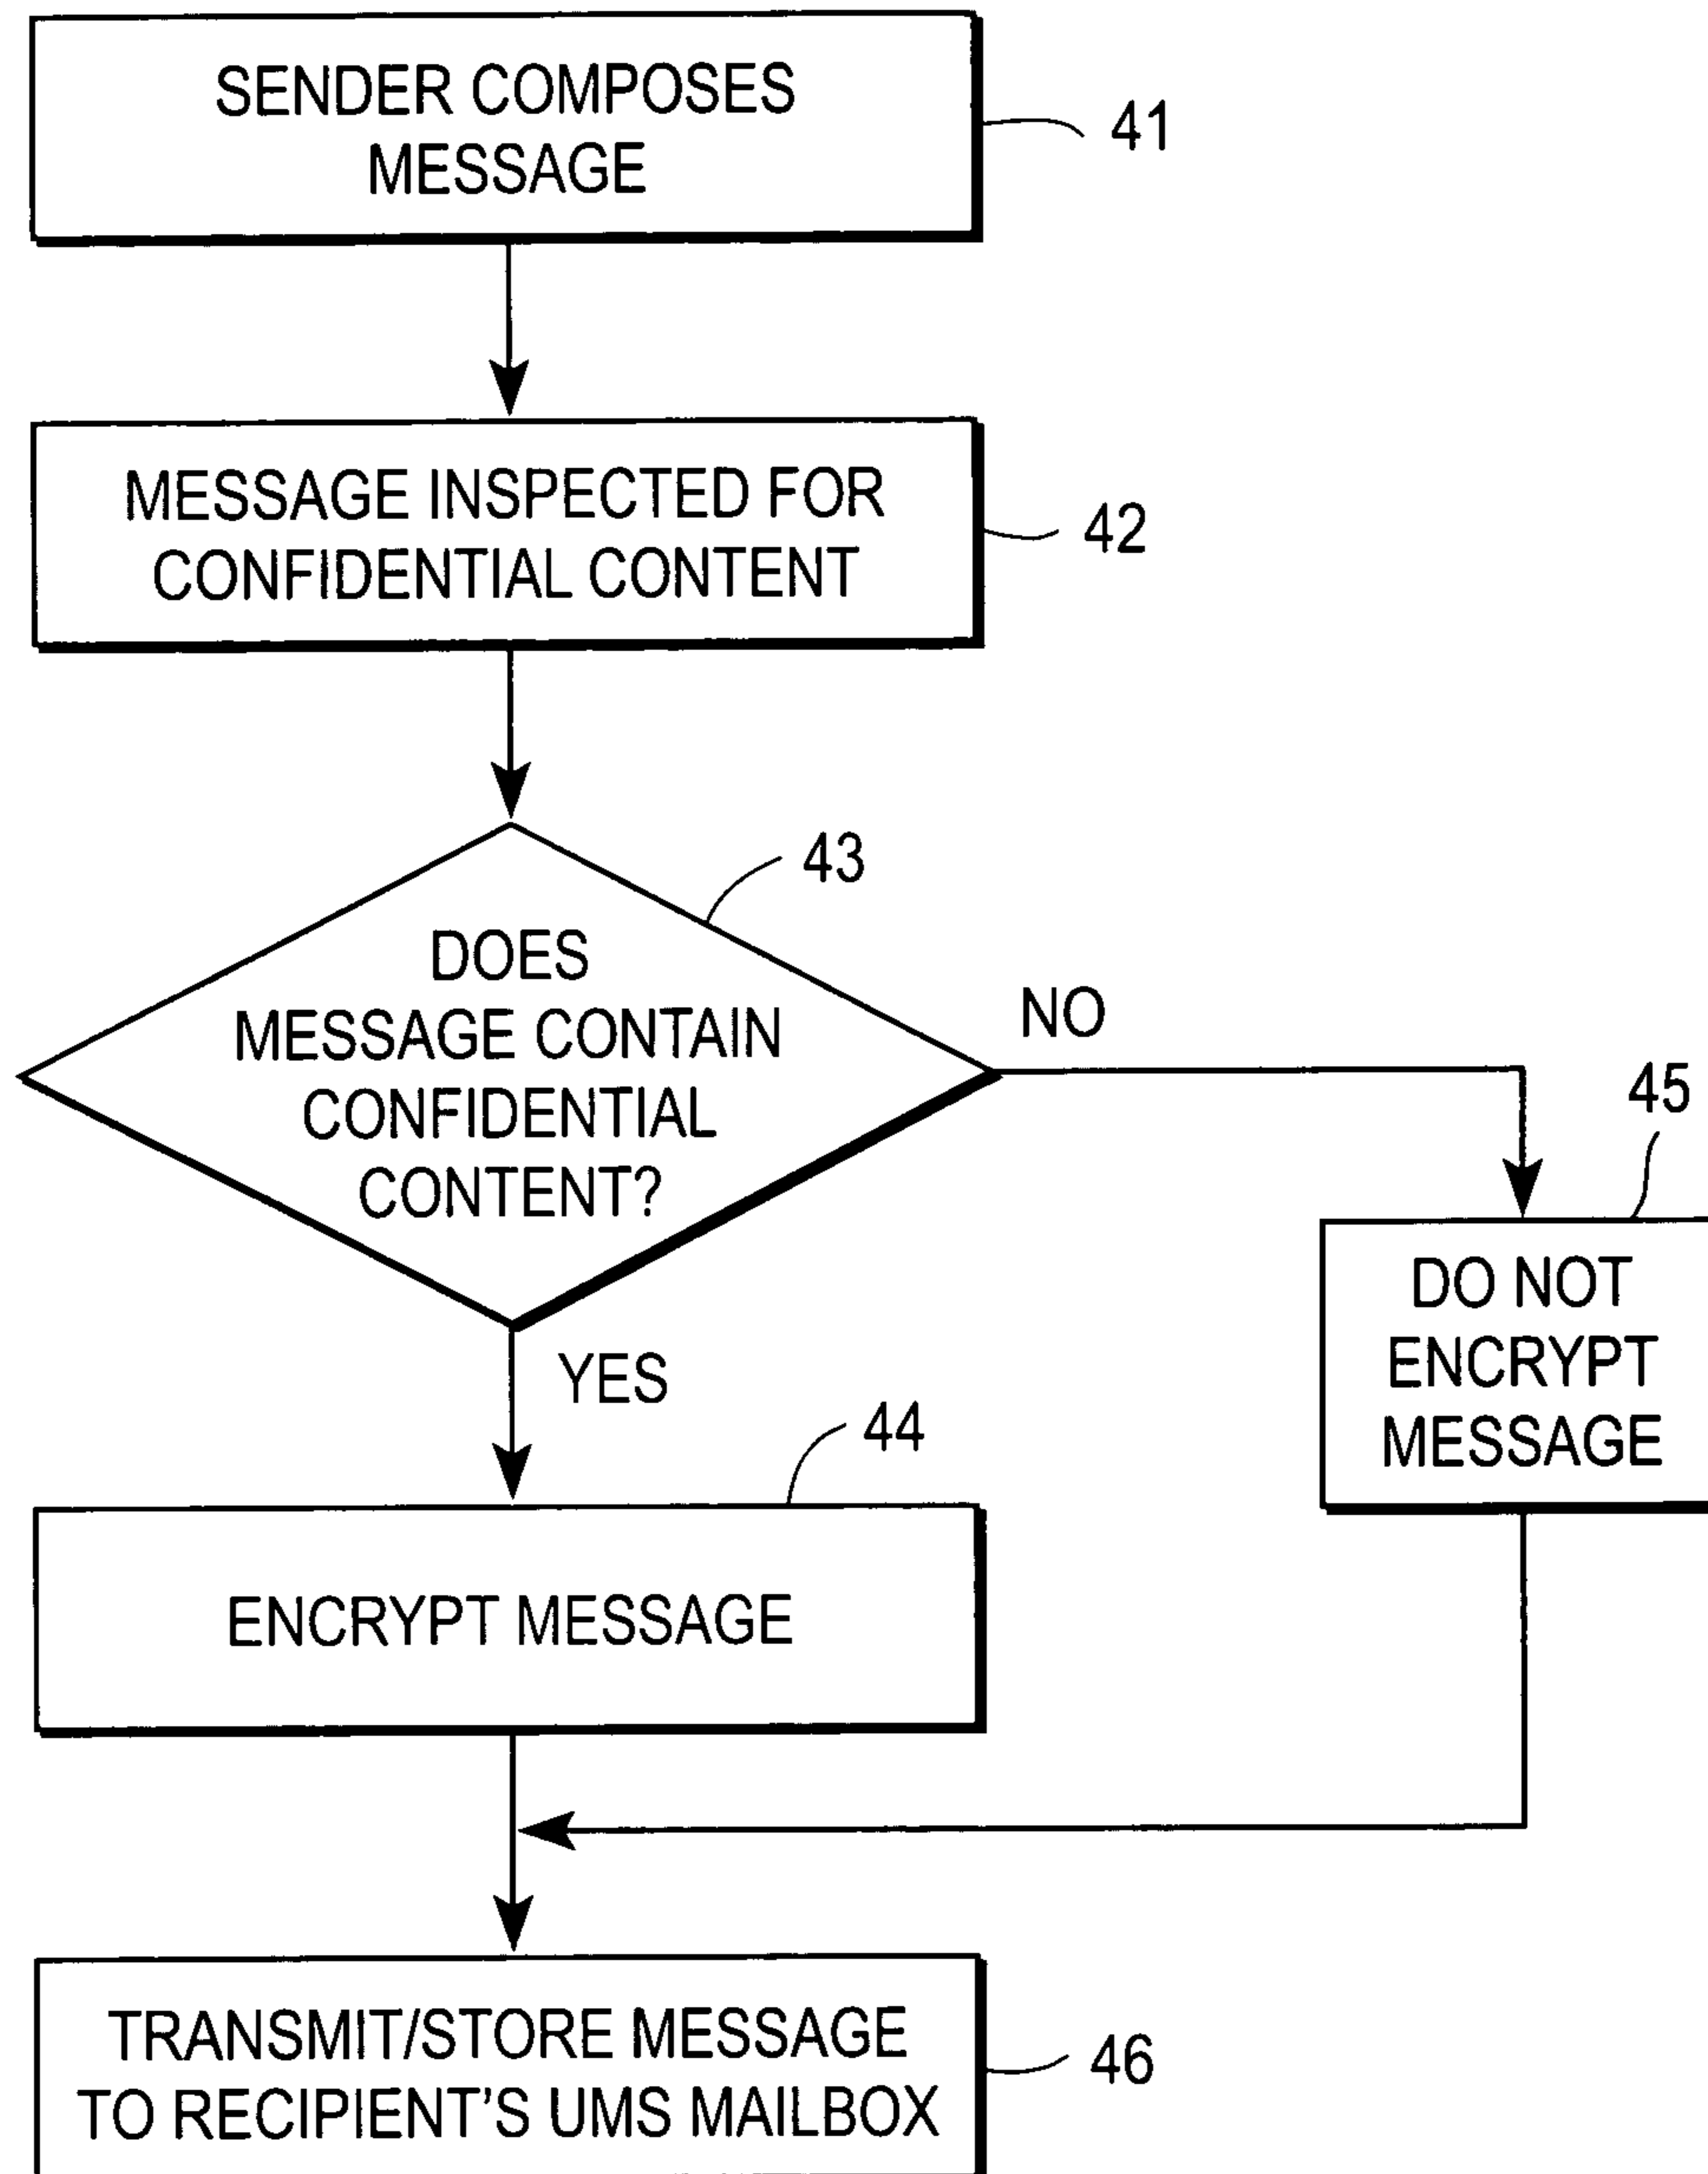 SENDER COMPOSES
MESSAGE
41
MESSAGE INSPECTED FOR
CONFIDENTIAL CONTENT
42
43
DOES
MESSAGE CONTAIN
CONFIDENTIAL
CONTENT?
NO
45
DO NOT
ENCRYPT
MESSAGE
YES
44
ENCRYPT MESSAGE
TRANSMIT/STORE MESSAGE
TO RECIPIENT'S UMS MAILBOX
46